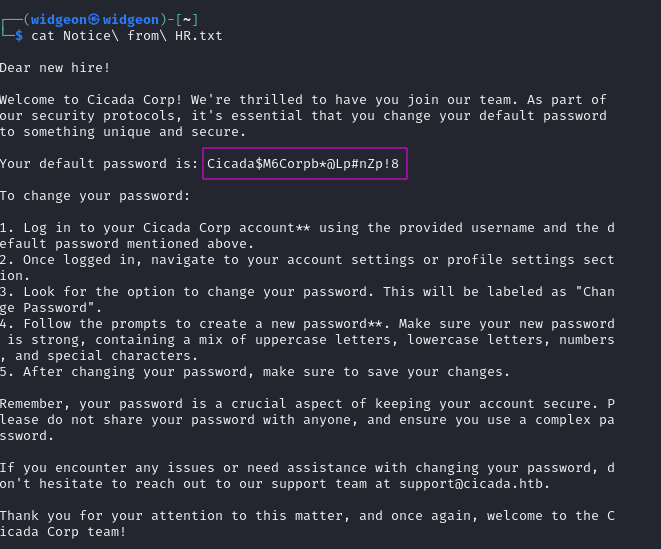 ┌──(widgeon㉿widgeon)-[~]
└─$ cat Notice\ from\ HR.txt
Dear new hire!
Welcome to Cicada Corp! We're thrilled to have you join our team. As part of
our security protocols, it's essential that you change your default password
to something unique and secure.
Your default password is: Cicada$M6Corpb*@Lp#nZp!8
To change your password:
1. Log in to your Cicada Corp account** using the provided username and the d
efault password mentioned above.
2. Once logged in, navigate to your account settings or profile settings sect
ion.
3. Look for the option to change your password. This will be labeled as "Chan
ge Password".
4. Follow the prompts to create a new password**. Make sure your new password
 is strong, containing a mix of uppercase letters, lowercase letters, numbers
, and special characters.
5. After changing your password, make sure to save your changes.
Remember, your password is a crucial aspect of keeping your account secure. P
lease do not share your password with anyone, and ensure you use a complex pa
ssword.
If you encounter any issues or need assistance with changing your password, d
on't hesitate to reach out to our support team at support@cicada.htb.
Thank you for your attention to this matter, and once again, welcome to the C
icada Corp team!